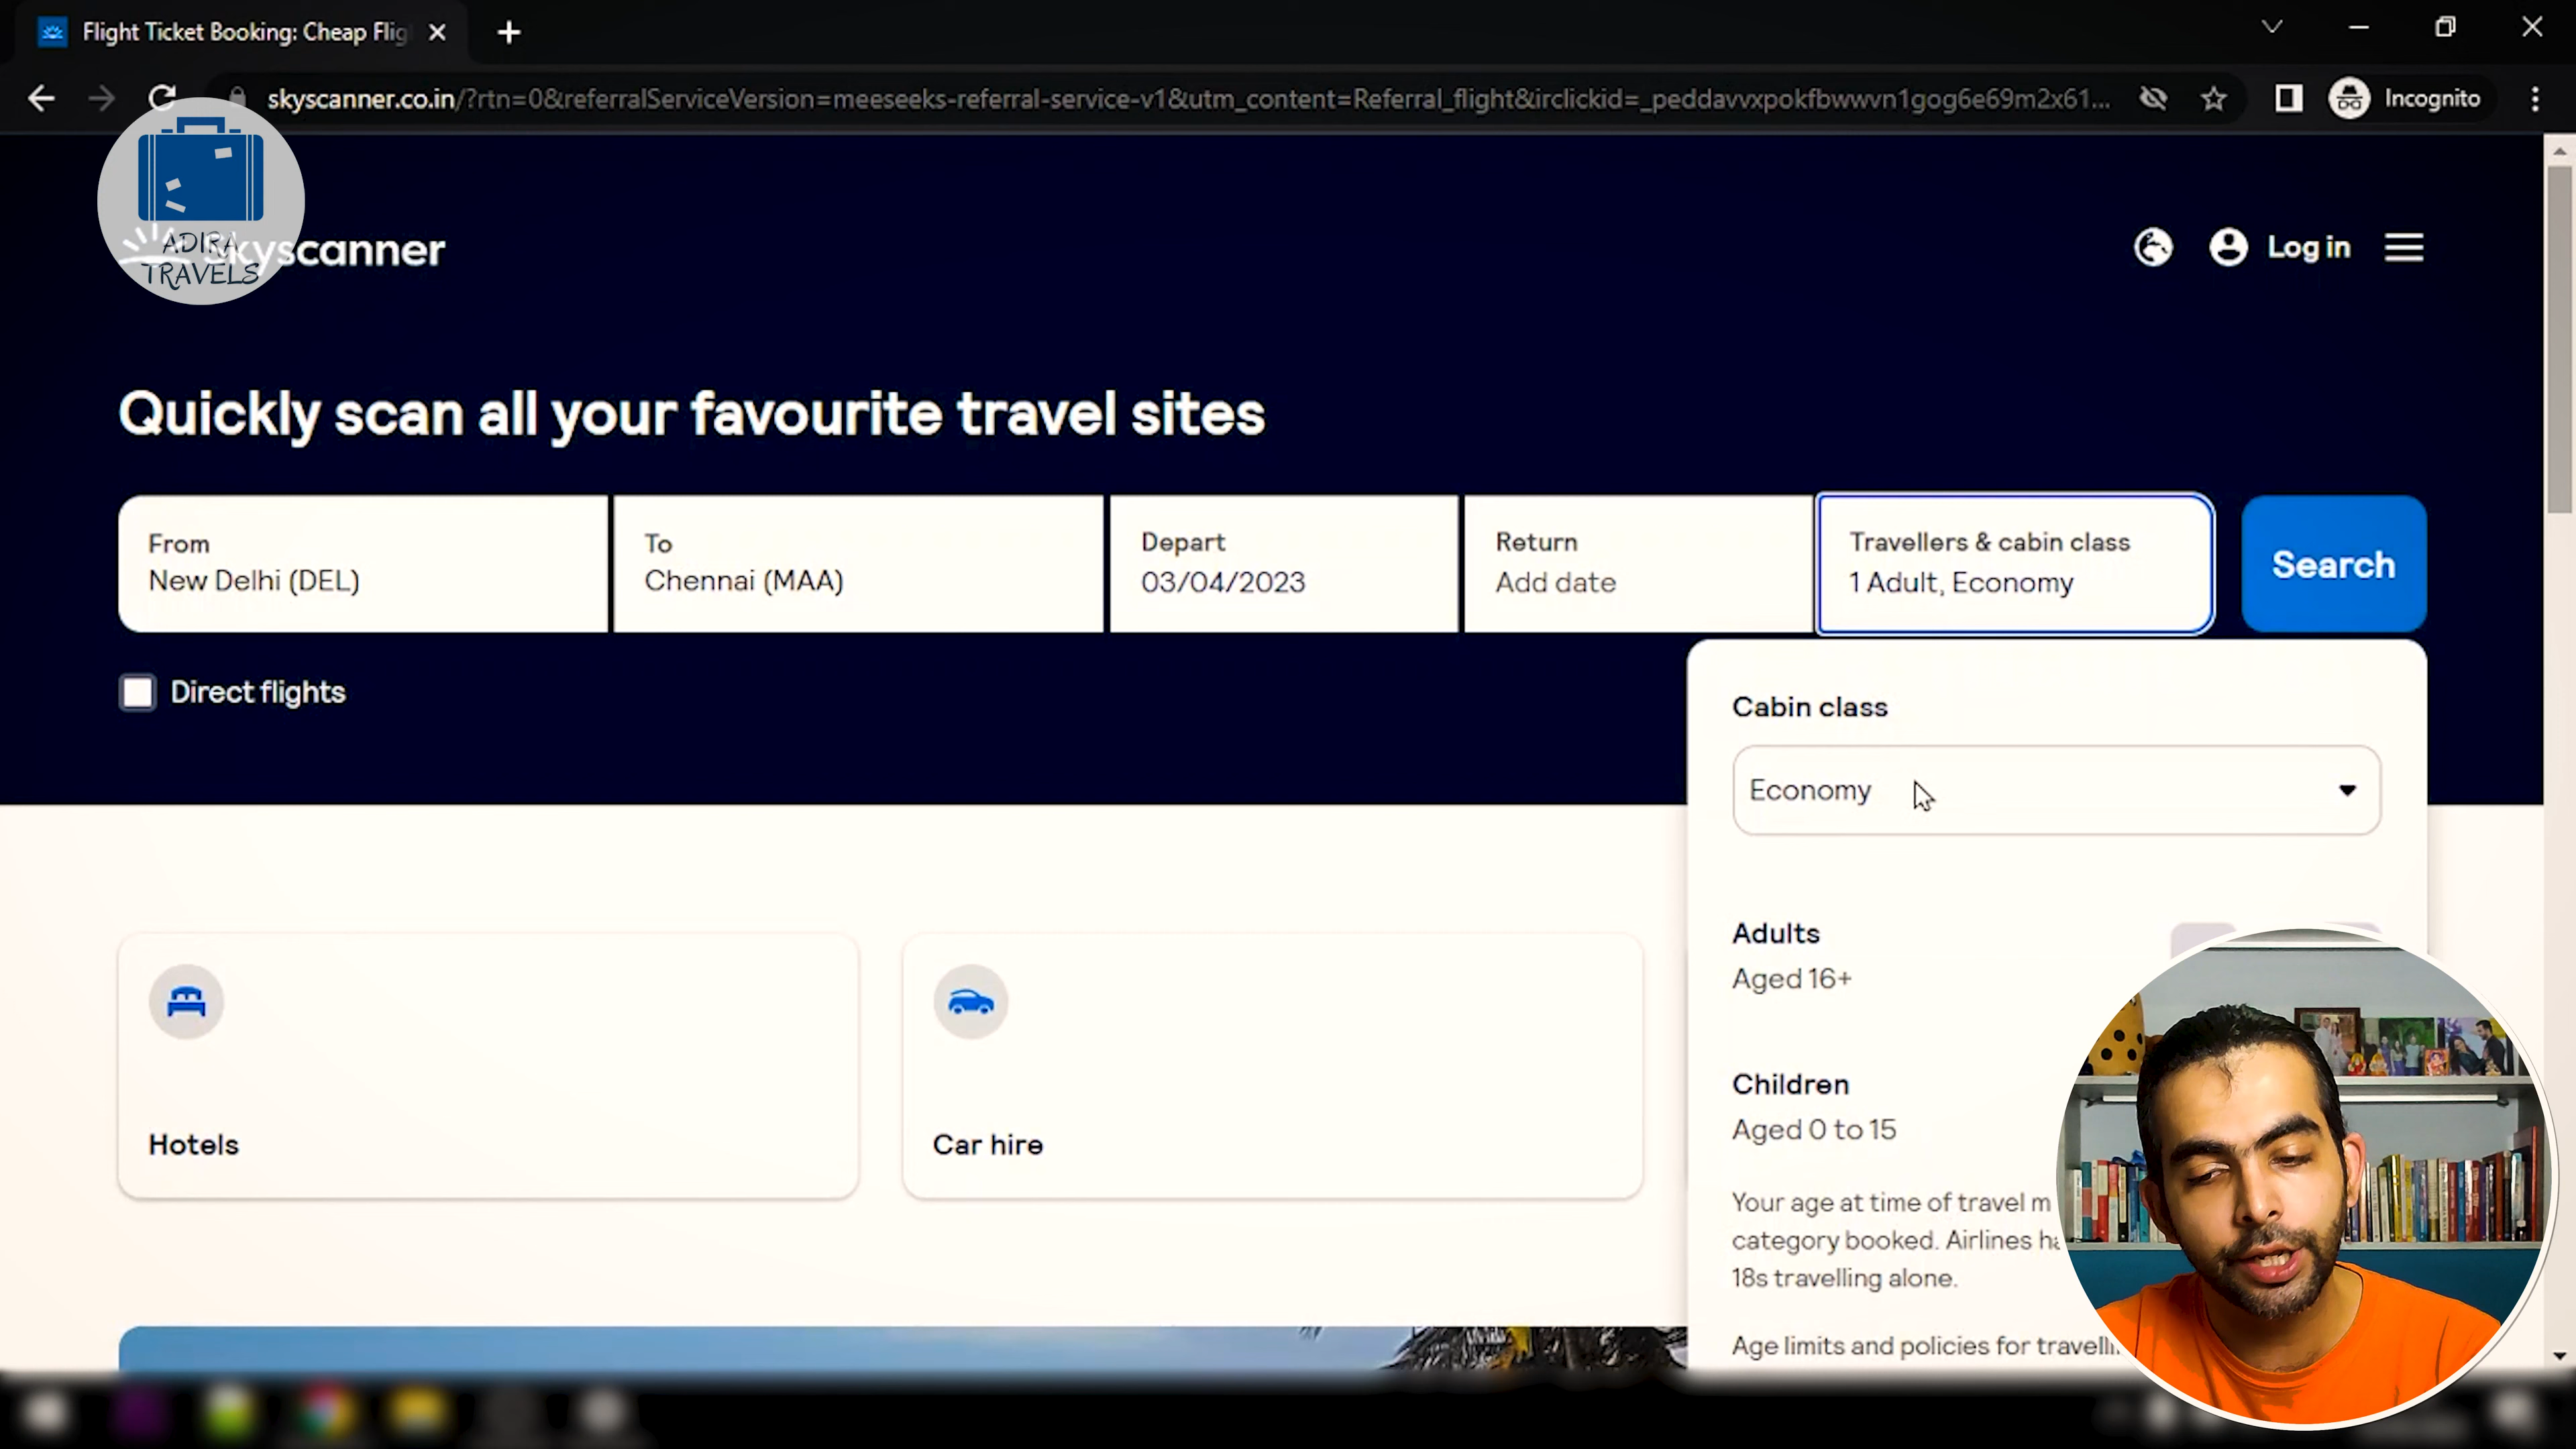 Flight Ticket Booking: Cheap Flig
skyscanner.co.in/?rtn=0&referralServiceVersion=meeseeks-referral-service-v1&utm_content=Referral_flight&irclickid=_peddavvxpokfbwwvn1gog6e69m2x61...
Incognito
ADIRA
TRAVELS
skyscanner
Log in
Quickly scan all your favourite travel sites
From
New Delhi (DEL)
To
Chennai (MAA)
Depart
03/04/2023
Return
Add date
Travellers & cabin class
1 Adult, Economy
Search
Direct flights
Cabin class
Economy
Adults
Aged 16+
Children
Aged 0 to 15
Your age at time of travel m
category booked. Airlines ha
18s travelling alone.
Age limits and policies for travelli
Hotels
Car hire